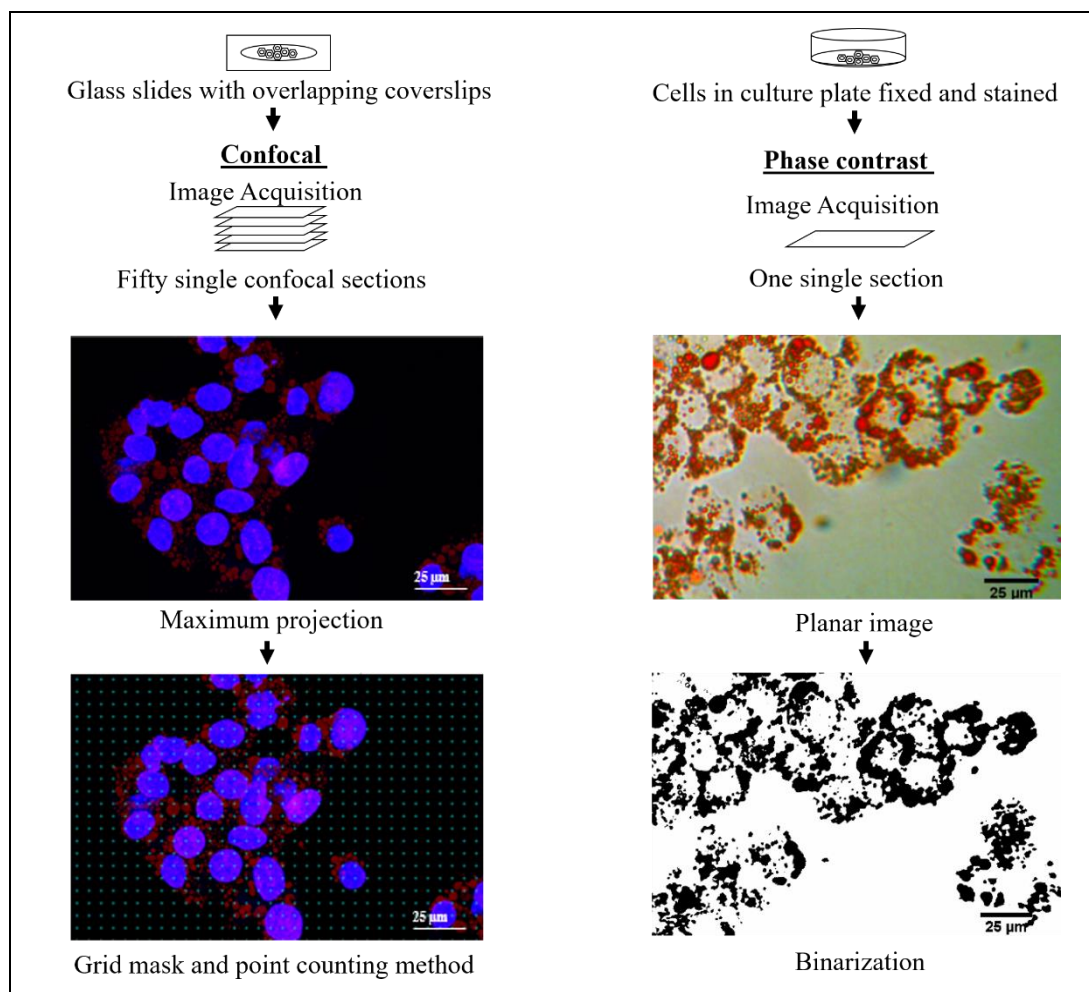 Glass slides with overlapping coverslips
Confocal
Image Acquisition
Fifty single confocal sections
25 µm
Maximum projection
25 µm
Grid mask and point counting method
Cells in culture plate fixed and stained
Phase contrast
Image Acquisition
One single section
25 µm
Planar image
25 µm
Binarization